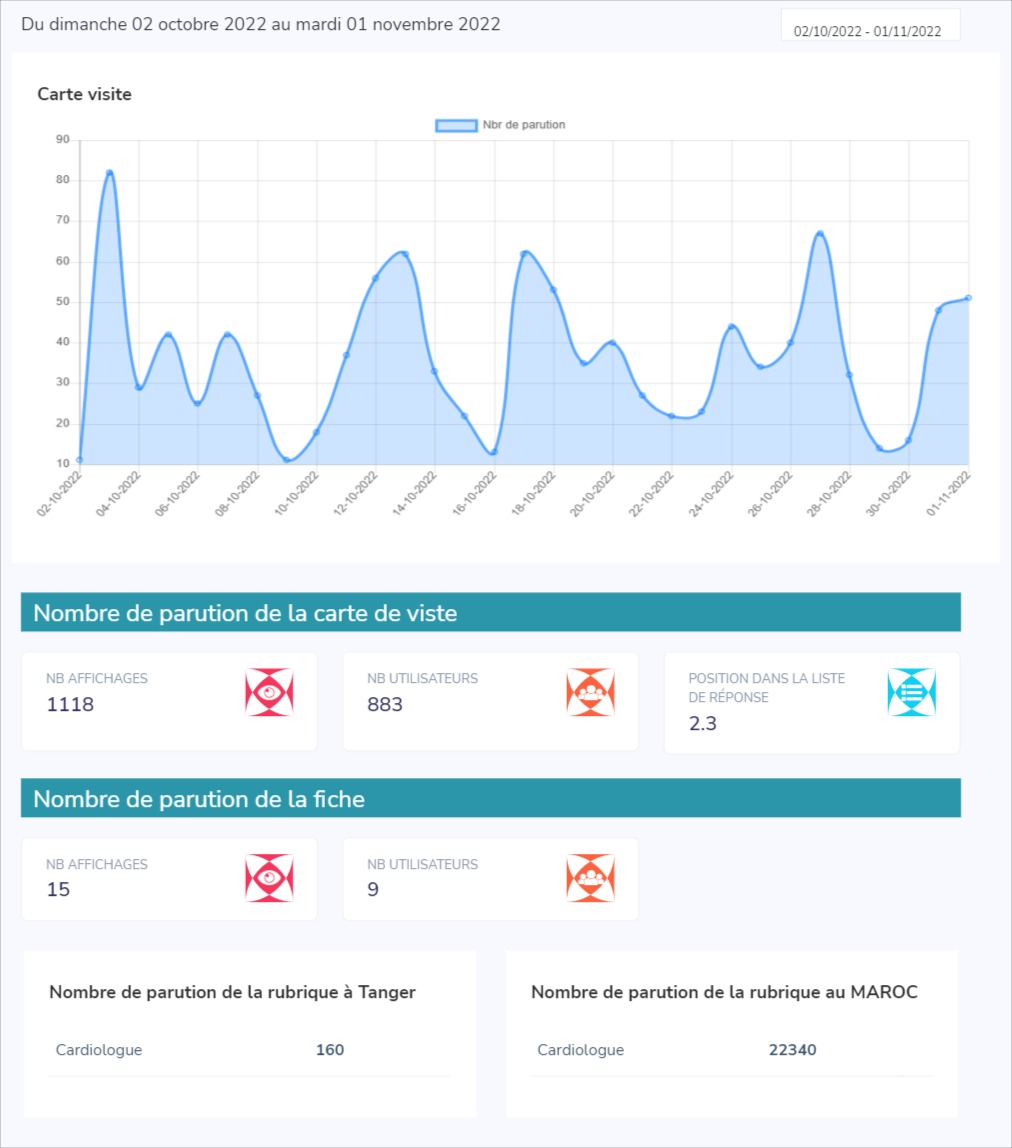 Du dimanche 02 octobre 2022 au mardi 01 novembre 2022
02/10/2022 - 01/11/2022
Carte visite
Nbr de parution
90
80
70
60
50
40
30
20
10
02-10-2022
04-10-2022
06-10-2022
08-10-2022
10-10-2022
12-10-2022
14-10-2022
16-10-2022
18-10-2022
20-10-2022
22-10-2022
24-10-2022
26-10-2022
28-10-2022
30-10-2022
01-11-2022
Nombre de parution de la carte de viste
NB AFFICHAGES
1118
NB UTILISATEURS
883
POSITION DANS LA LISTE
DE RÉPONSE
2.3
Nombre de parution de la fiche
NB AFFICHAGES
15
NB UTILISATEURS
9
Nombre de parution de la rubrique à Tanger
Cardiologue 160
Nombre de parution de la rubrique au MAROC
Cardiologue 22340